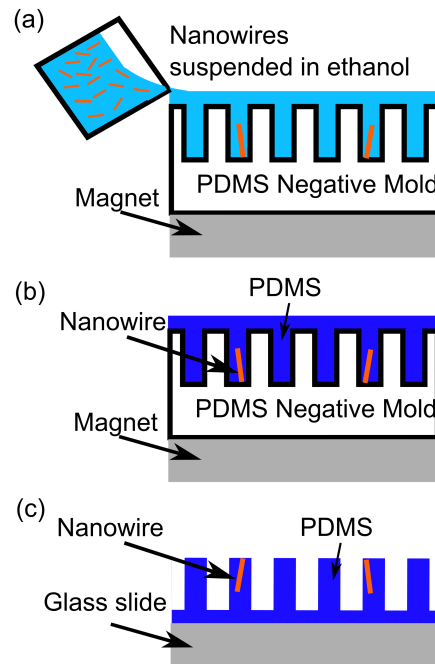 (a)
Nanowires
suspended in ethanol
PDMS Negative Mold
Magnet
(b)
PDMS
Nanowire
PDMS Negative Mold
Magnet
(c)
Nanowire
PDMS
Glass slide